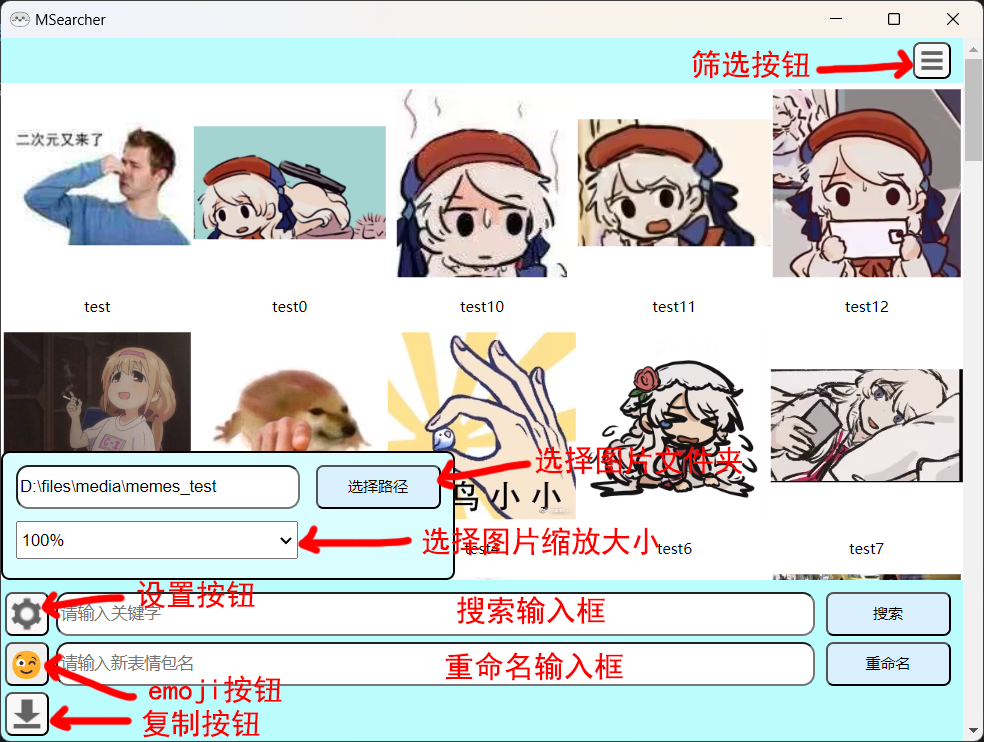 MSearcher
筛选按钮
二次元又来了
test
test0
test10
test11
test12
选择图片文件夹
D:\files\media\memes_test
选择路径
鸟小小
100%
选择图片缩放大小
test4
test6
test7
设置按钮
请输入关键字
搜索输入框
搜索
请输入新表情包名
重命名输入框
重命名
emoji按钮
复制按钮